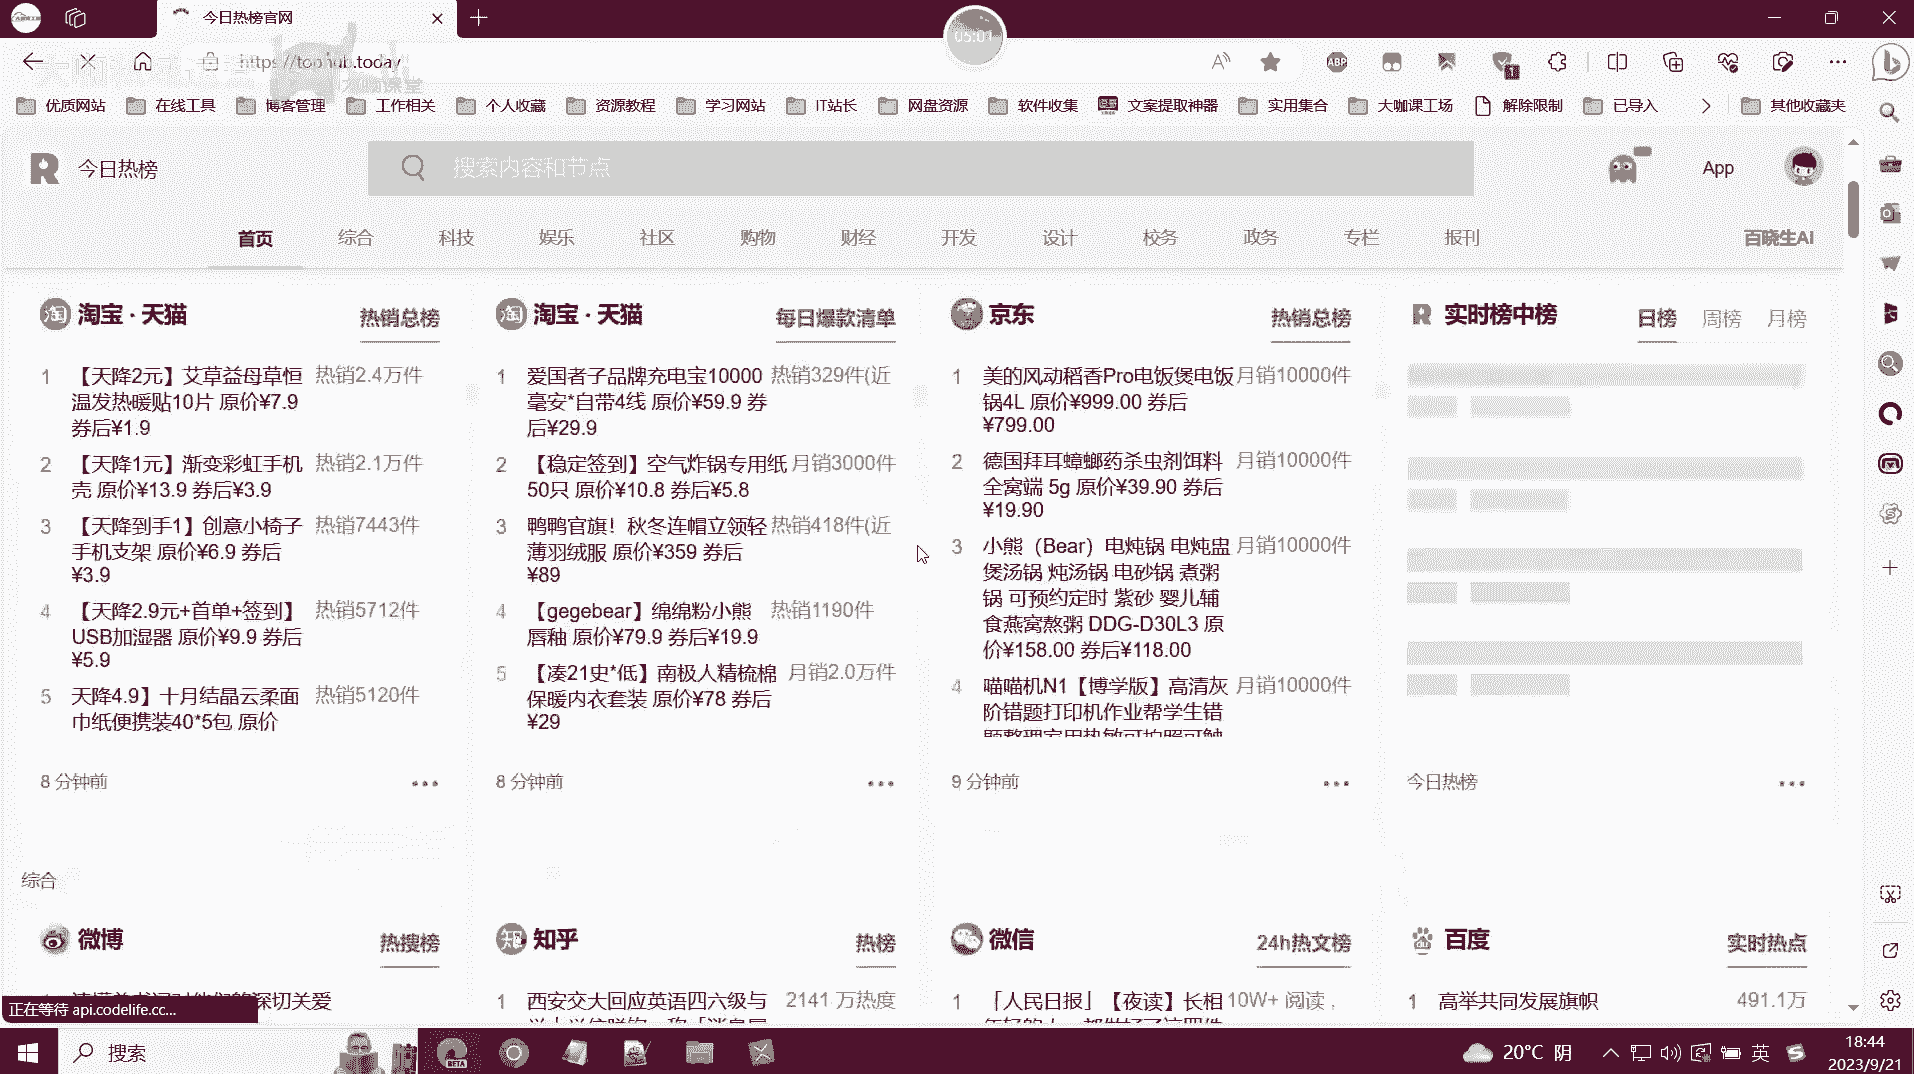 今日热榜官网
05:01
https://tophub.today
大咖课堂
ABP
1
优质网站 在线工具 博客管理 工作相关 个人收藏 资源教程 学习网站 IT站长 网盘资源 软件收集 文案提取神器 实用集合 大咖课工场 解除限制 已导入 其他收藏夹
今日热榜
搜索内容和节点
App
首页 综合 科技 娱乐 社区 购物 财经 开发 设计 校务 政务 专栏 报刊 百晓生AI
淘 淘宝 · 天猫 热销总榜
1 【天降2元】艾草益母草恒 热销2.4万件
温发热暖贴10片 原价¥7.9
券后¥1.9
2 【天降1元】渐变彩虹手机 热销2.1万件
壳 原价¥13.9 券后¥3.9
3 【天降到手1】创意小椅子 热销7443件
手机支架 原价¥6.9 券后
¥3.9
4 【天降2.9元+首单+签到】 热销5712件
USB加湿器 原价¥9.9 券后
¥5.9
5 天降4.9】十月结晶云柔面 热销5120件
巾纸便携装40*5包 原价
8 分钟前
淘 淘宝 · 天猫 每日爆款清单
1 爱国者子品牌充电宝10000 热销329件(近
毫安*自带4线 原价¥59.9 券
后¥29.9
2 【稳定签到】空气炸锅专用纸 月销3000件
50只 原价¥10.8 券后¥5.8
3 鸭鸭官旗！秋冬连帽立领轻 热销418件(近
薄羽绒服 原价¥359 券后
¥89
4 【gegebear】绵绵粉小熊 热销1190件
唇釉 原价¥79.9 券后¥19.9
5 【凑21史*低】南极人精梳棉 月销2.0万件
保暖内衣套装 原价¥78 券后
¥29
8 分钟前
京东 热销总榜
1 美的风动稻香Pro电饭煲电饭 月销10000件
锅4L 原价¥999.00 券后
¥799.00
2 德国拜耳蟑螂药杀虫剂饵料 月销10000件
全窝端 5g 原价¥39.90 券后
¥19.90
3 小熊（Bear）电炖锅 电炖盅 月销10000件
煲汤锅 炖汤锅 电砂锅 煮粥
锅 可预约定时 紫砂 婴儿辅
食燕窝熬粥 DDG-D30L3 原
价¥158.00 券后¥118.00
4 喵喵机N1【博学版】高清灰 月销10000件
阶错题打印机作业帮学生错
9 分钟前
实时榜中榜 日榜 周榜 月榜
今日热榜
综合
微博 热搜榜
深切关爱
知 知乎 热榜
1 西安交大回应英语四六级与 2141 万热度
微信 24h热文榜
1 「人民日报」【夜读】长相 10W+ 阅读 ,
百度 实时热点
1 高举共同发展旗帜 491.1万
正在等待 api.codelife.cc...
搜索
BETA
20°C 阴
英
18:44
2023/9/21